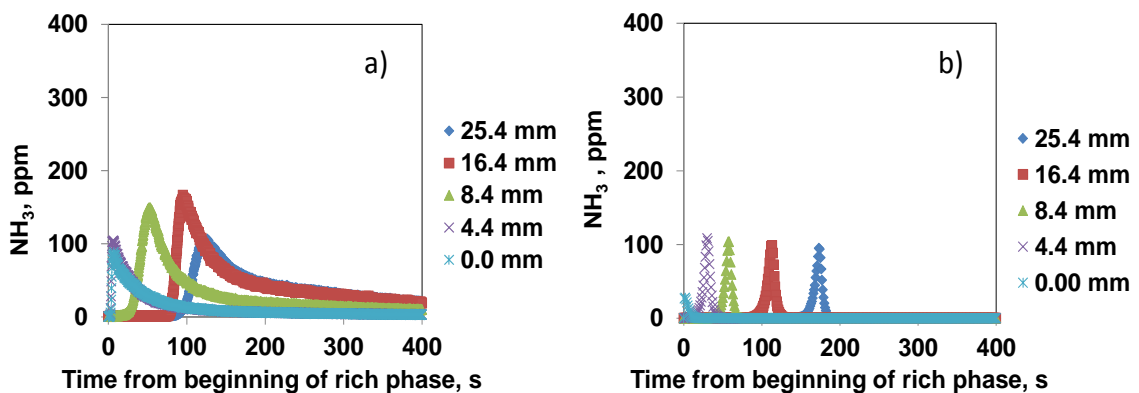 400
300
200
100
0
NH3, ppm
a)
0 100 200 300 400
Time from beginning of rich phase, s
25.4 mm
16.4 mm
8.4 mm
4.4 mm
0.0 mm
400
300
200
100
0
NH3 , ppm
b)
0 100 200 300 400
Time from beginning of rich phase, s
25.4 mm
16.4 mm
8.4 mm
4.4 mm
0.00 mm